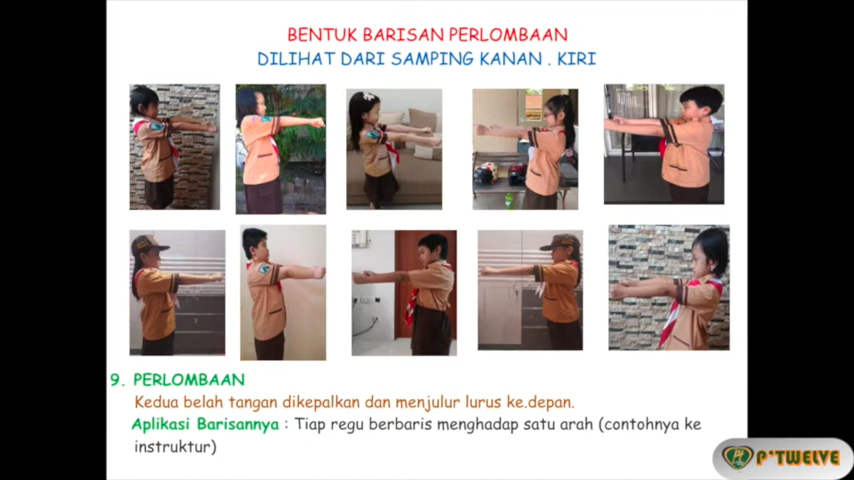 BENTUK BARISAN PERLOMBAAN
DILIHAT DARI SAMPING KANAN . KIRI
9. PERLOMBAAN
Kedua belah tangan dikepalkan dan menjulur lurus ke.depan.
Aplikasi Barisannya : Tiap regu berbaris menghadap satu arah (contohnya ke
instruktur)
P'TWELVE